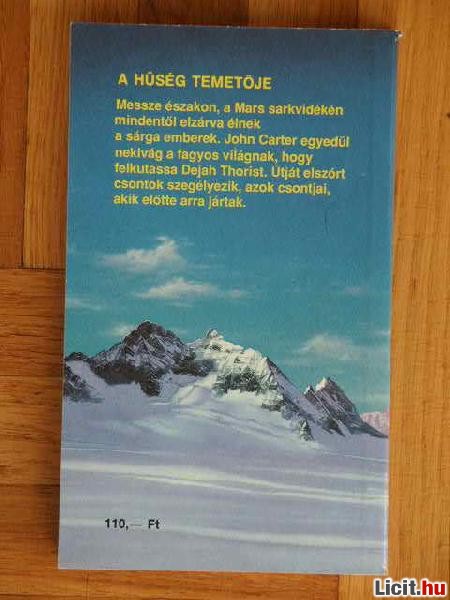 A HŰSÉG TEMETŐJE
Messze északon, a Mars sarkvidékén
mindentől elzárva élnek
a sárga emberek. John Carter egyedül
nekivág a fagyos világnak, hogy
felkutassa Dejah Thorist. Útját elszórt
csontok szegélyezik, azok csontjai,
akik előtte arra jártak.
110,— Ft
Licit.hu